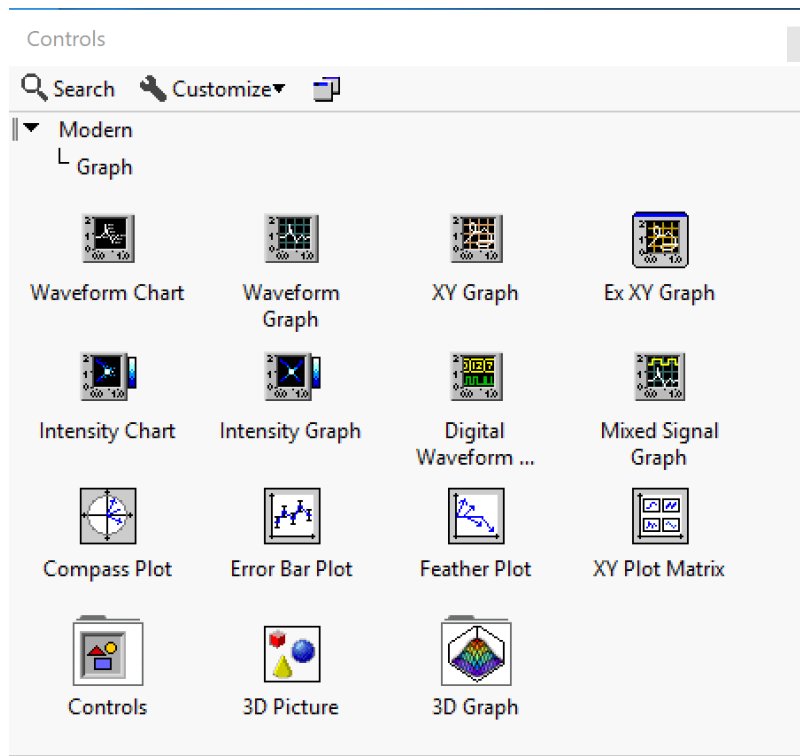 Controls
Search Customize
Modern
Graph
Waveform Chart
Waveform
Graph
XY Graph
Ex XY Graph
Intensity Chart
Intensity Graph
Digital
Waveform ...
Mixed Signal
Graph
Compass Plot
Error Bar Plot
Feather Plot
XY Plot Matrix
Controls
3D Picture
3D Graph